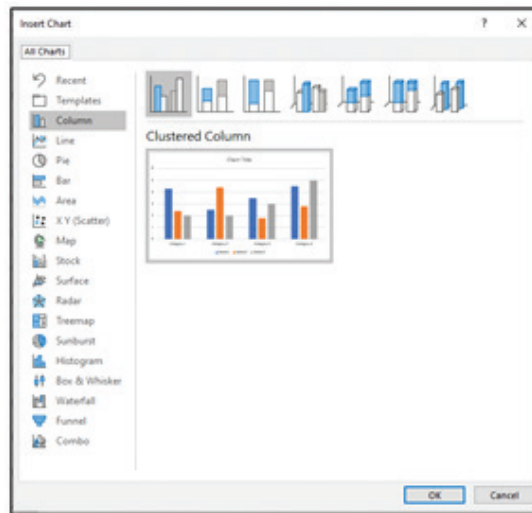 Insert Chart
? X
All Charts
Recent
Templates
Column
Line
Pie
Bar
Area
X Y (Scatter)
Map
Stock
Surface
Radar
Treemap
Sunburst
Histogram
Box & Whisker
Waterfall
Funnel
Combo
Clustered Column
Chart Title
OK
Cancel